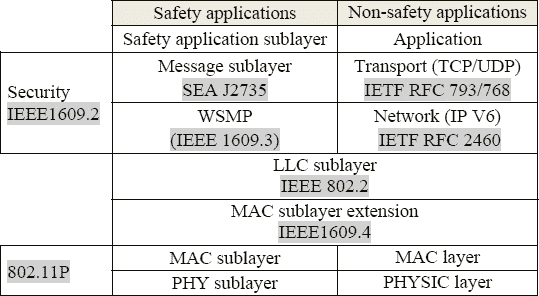 Safety applications
Non-safety applications
Safety application sublayer
Application
Security
IEEE1609.2
Message sublayer
SEA J2735
Transport (TCP/UDP)
IETF RFC 793/768
WSMP
(IEEE 1609.3)
Network (IP V6)
IETF RFC 2460
LLC sublayer
IEEE 802.2
MAC sublayer extension
IEEE1609.4
802.11P
MAC sublayer
MAC layer
PHY sublayer
PHYSIC layer